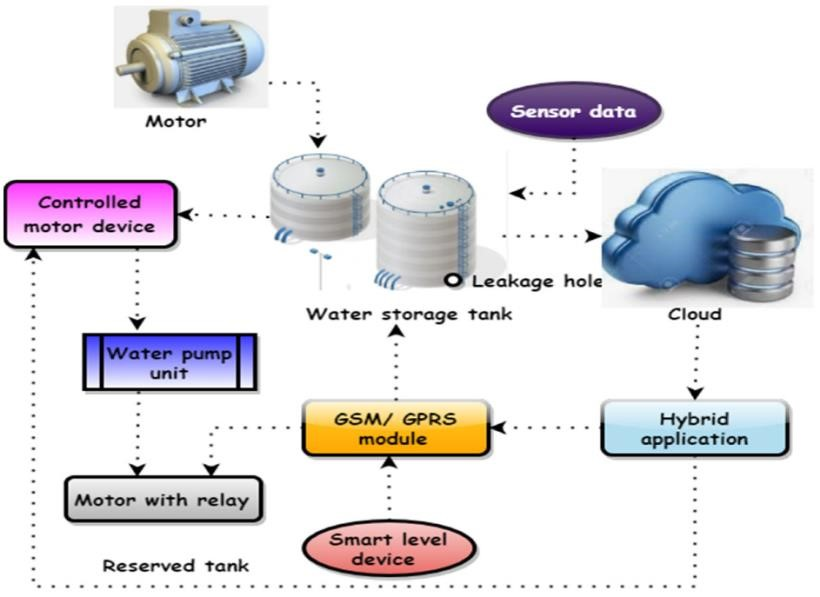 Motor
Sensor data
Controlled
motor device
Leakage hole
Water storage tank
Cloud
Water pump
unit
GSM/ GPRS
module
Hybrid
application
Motor with relay
Smart level
device
Reserved tank